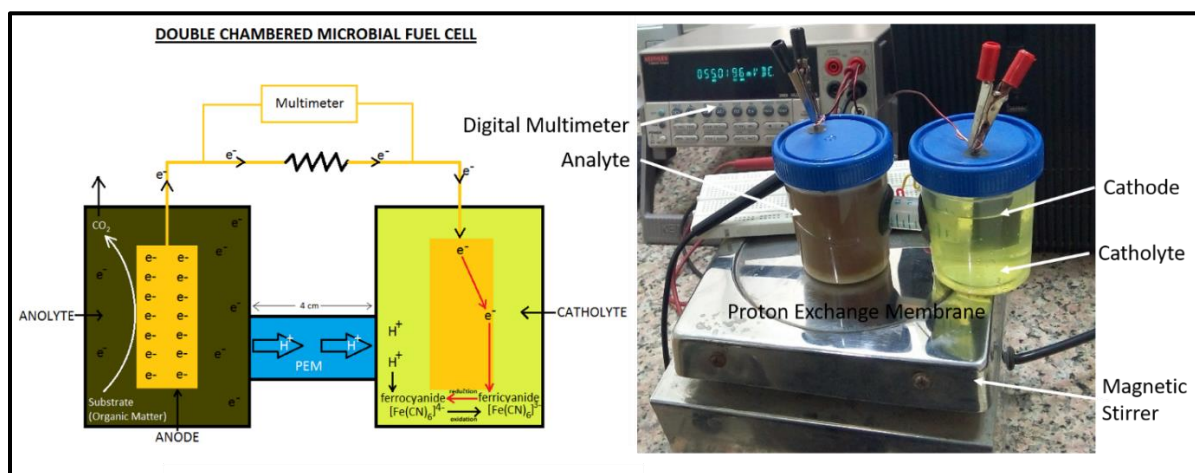 DOUBLE CHAMBERED MICROBIAL FUEL CELL
Multimeter
e-
e-
e-
e-
e-
CO2
e-
e-
e-
e-
e-
e-
e-
e-
e- e-
e- e-
e- e-
e- e-
e- e-
e- e-
e- e-
ANOLYTE
Substrate
(Organic Matter)
ANODE
4 cm
H+
H+
PEM
e-
e-
H+
H+
reduction
ferrocyanide ferricyanide
[Fe(CN)6]4- [Fe(CN)6]3-
oxidation
CATHOLYTE
Digital Multimeter
Analyte
Cathode
Catholyte
Proton Exchange Membrane
Magnetic
Stirrer